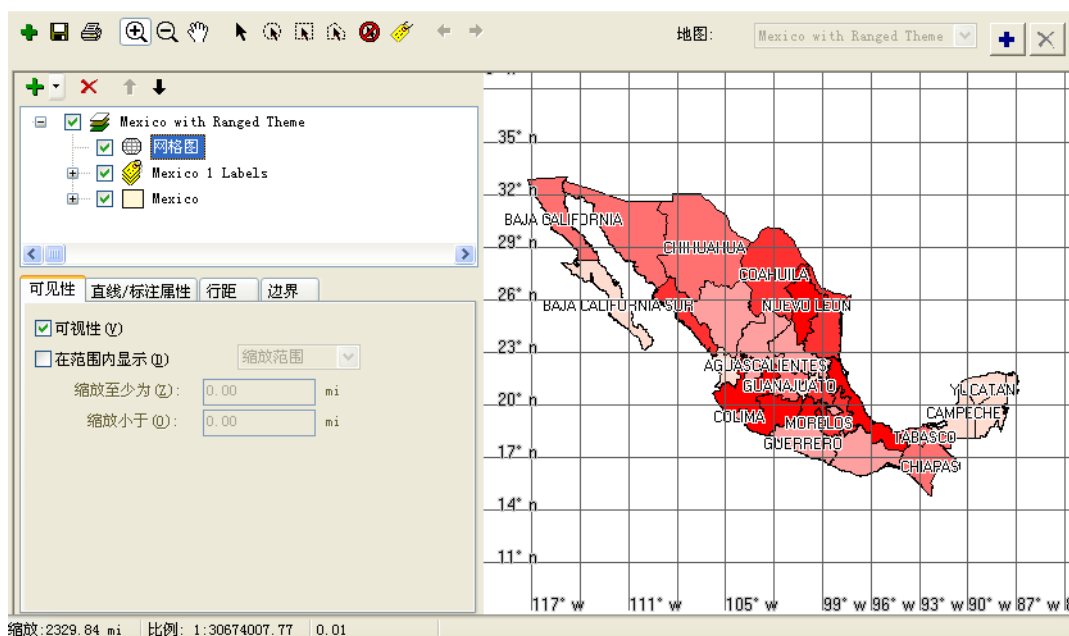 地图:
Mexico with Ranged Theme
Mexico with Ranged Theme
网格图
Mexico 1 Labels
Mexico
可见性
直线/标注属性
行距
边界
可视性(V)
在范围内显示(D)
缩放范围
缩放至少为(Z):
0.00
mi
缩放小于(O):
0.00
mi
35° n
32° n
29° n
26° n
23° n
20° n
17° n
14° n
11° n
BAJA CALIFORNIA
CHIHUAHUA
COAHUILA
BAJA CALIFORNIA SUR
NUEVO LEON
AGUASCALIENTES
GUANAJUATO
YUCATAN
COLIMA
MORELOS
CAMPECHE
GUERRERO
TABASCO
CHIAPAS
117° w
111° w
105° w
99° w
96° w
93° w
90° w
87° w
缩放:2329.84 mi
比例: 1:30674007.77
0.01